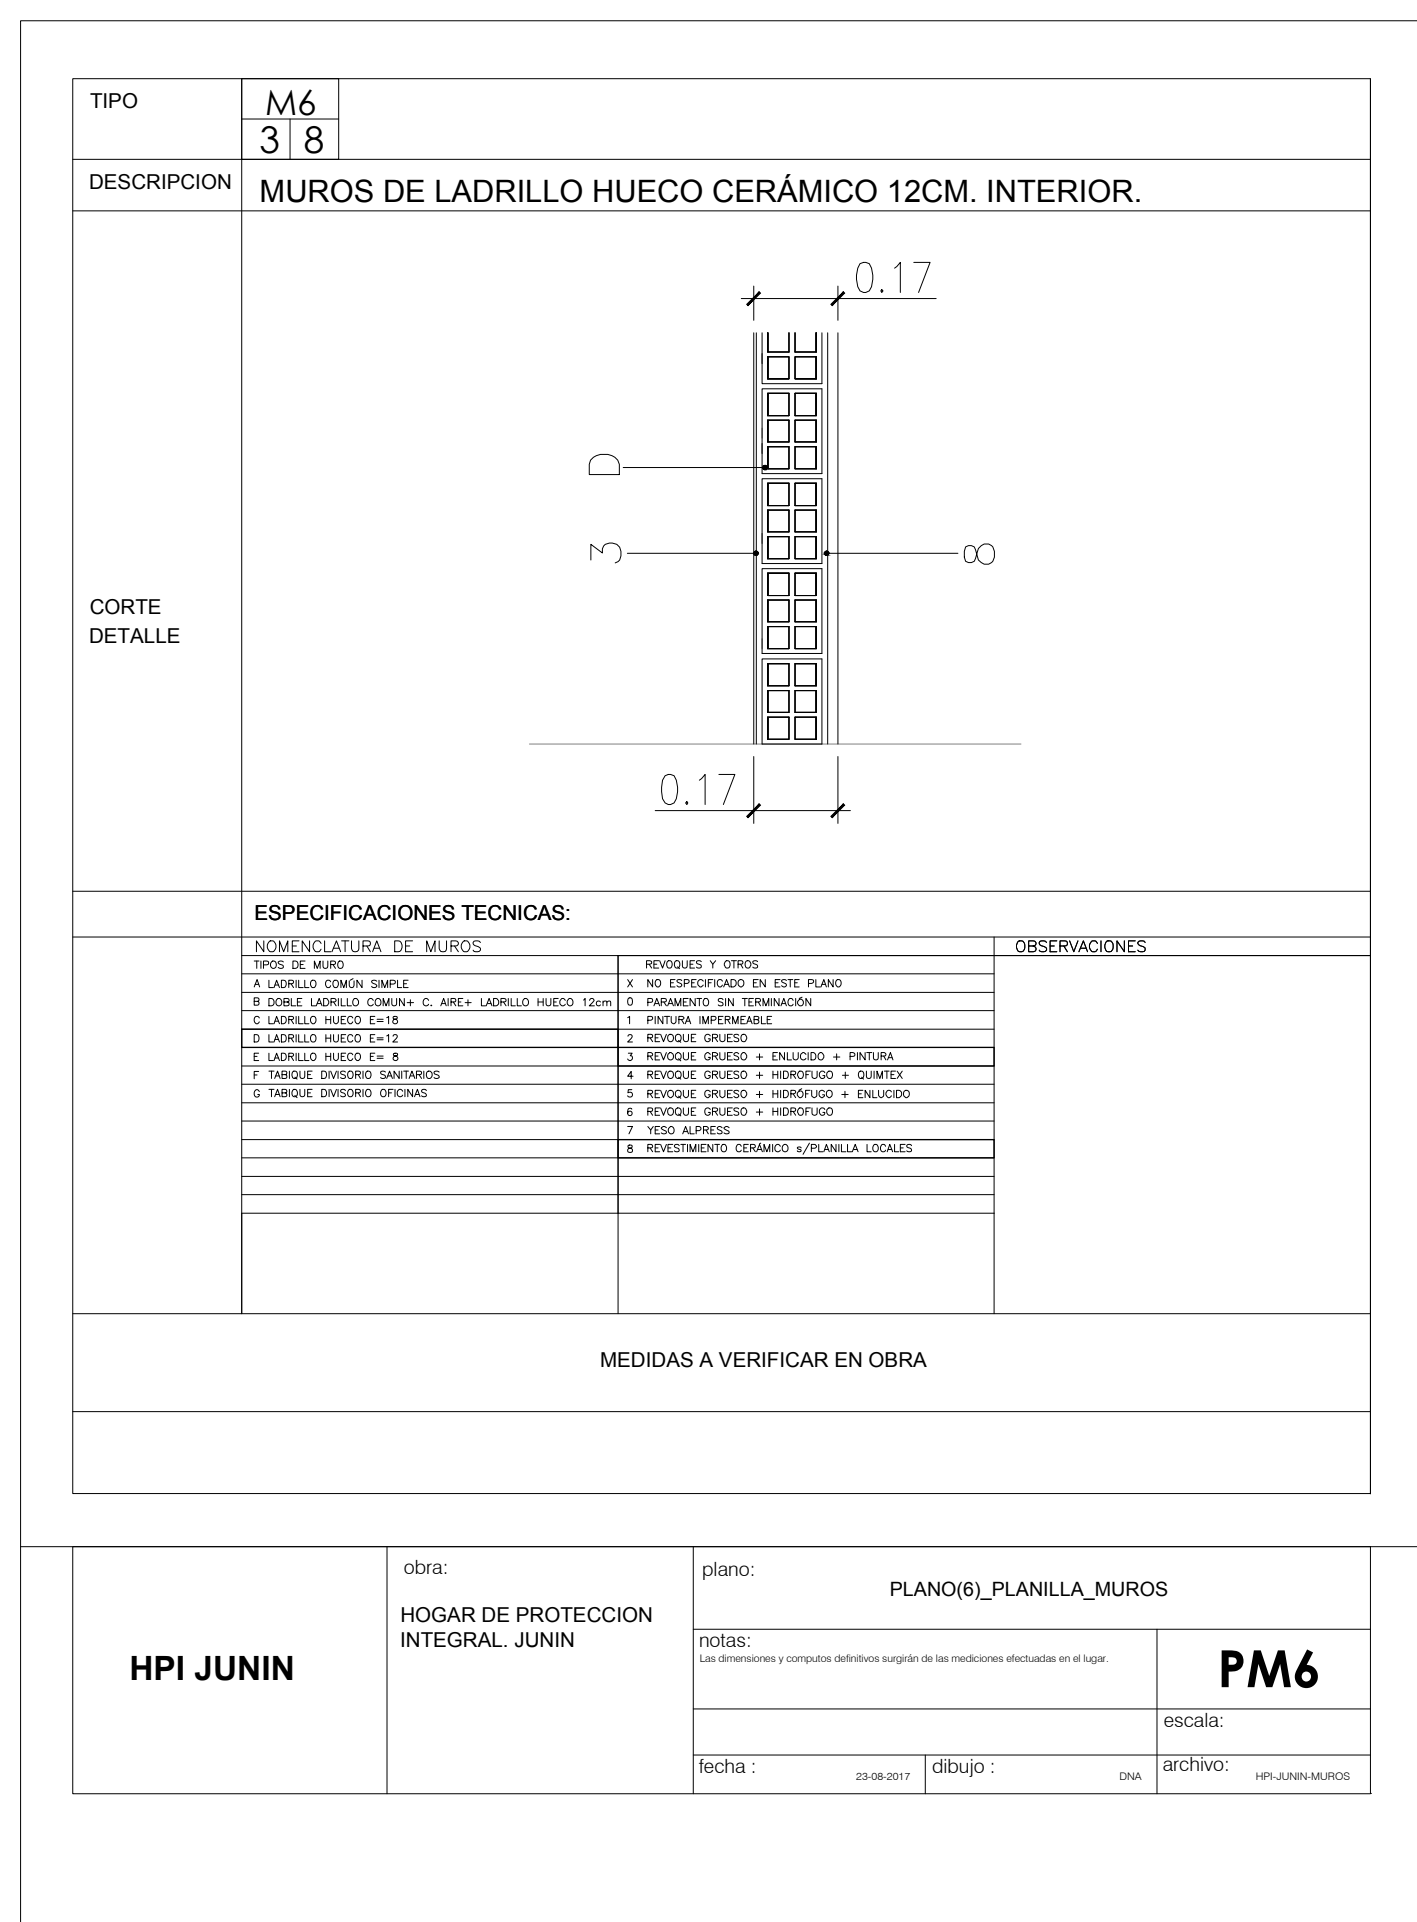 TIPO
M6
3 8
DESCRIPCION
MUROS DE LADRILLO HUECO CERÁMICO 12CM. INTERIOR.
0.17
D
3
8
CORTE
DETALLE
0.17
ESPECIFICACIONES TECNICAS:
NOMENCLATURA DE MUROS
OBSERVACIONES
TIPOS DE MURO
REVOQUES Y OTROS
A LADRILLO COMÚN SIMPLE
X NO ESPECIFICADO EN ESTE PLANO
B DOBLE LADRILLO COMUN+ C. AIRE+ LADRILLO HUECO 12cm
0 PARAMENTO SIN TERMINACIÓN
C LADRILLO HUECO E=18
1 PINTURA IMPERMEABLE
D LADRILLO HUECO E=12
2 REVOQUE GRUESO
E LADRILLO HUECO E= 8
3 REVOQUE GRUESO + ENLUCIDO + PINTURA
F TABIQUE DIVISORIO SANITARIOS
4 REVOQUE GRUESO + HIDROFUGO + QUIMTEX
G TABIQUE DIVISORIO OFICINAS
5 REVOQUE GRUESO + HIDRÓFUGO + ENLUCIDO
6 REVOQUE GRUESO + HIDROFUGO
7 YESO ALPRESS
8 REVESTIMIENTO CERÁMICO s/PLANILLA LOCALES
MEDIDAS A VERIFICAR EN OBRA
HPI JUNIN
obra:
HOGAR DE PROTECCION
INTEGRAL. JUNIN
plano:
PLANO(6)_PLANILLA_MUROS
notas:
Las dimensiones y computos definitivos surgirán de las mediciones efectuadas en el lugar.
PM6
escala:
fecha : 23-08-2017
dibujo : DNA
archivo: HPI-JUNIN-MUROS